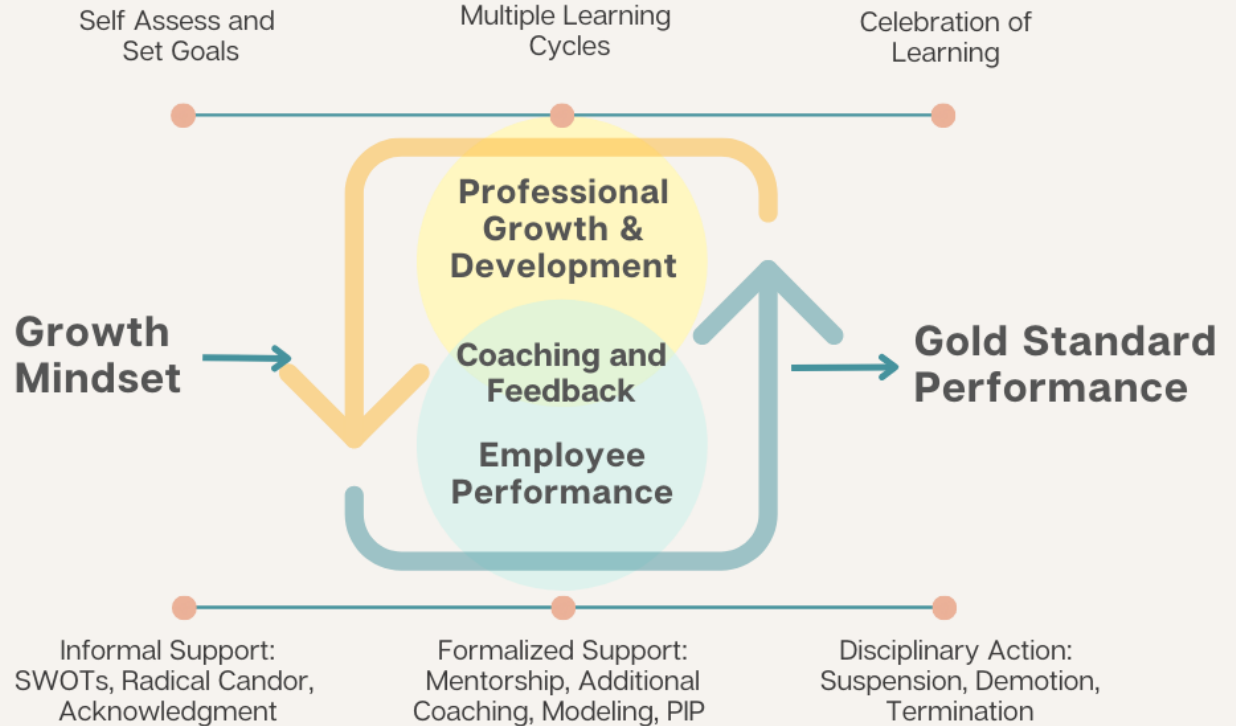 Self Assess and
Set Goals
Multiple Learning
Cycles
Celebration of
Learning
Professional
Growth &
Development
Growth
Mindset
Coaching and
Feedback
Gold Standard
Performance
Employee
Performance
Informal Support:
SWOTs, Radical Candor,
Acknowledgment
Formalized Support:
Mentorship, Additional
Coaching, Modeling, PIP
Disciplinary Action:
Suspension, Demotion,
Termination